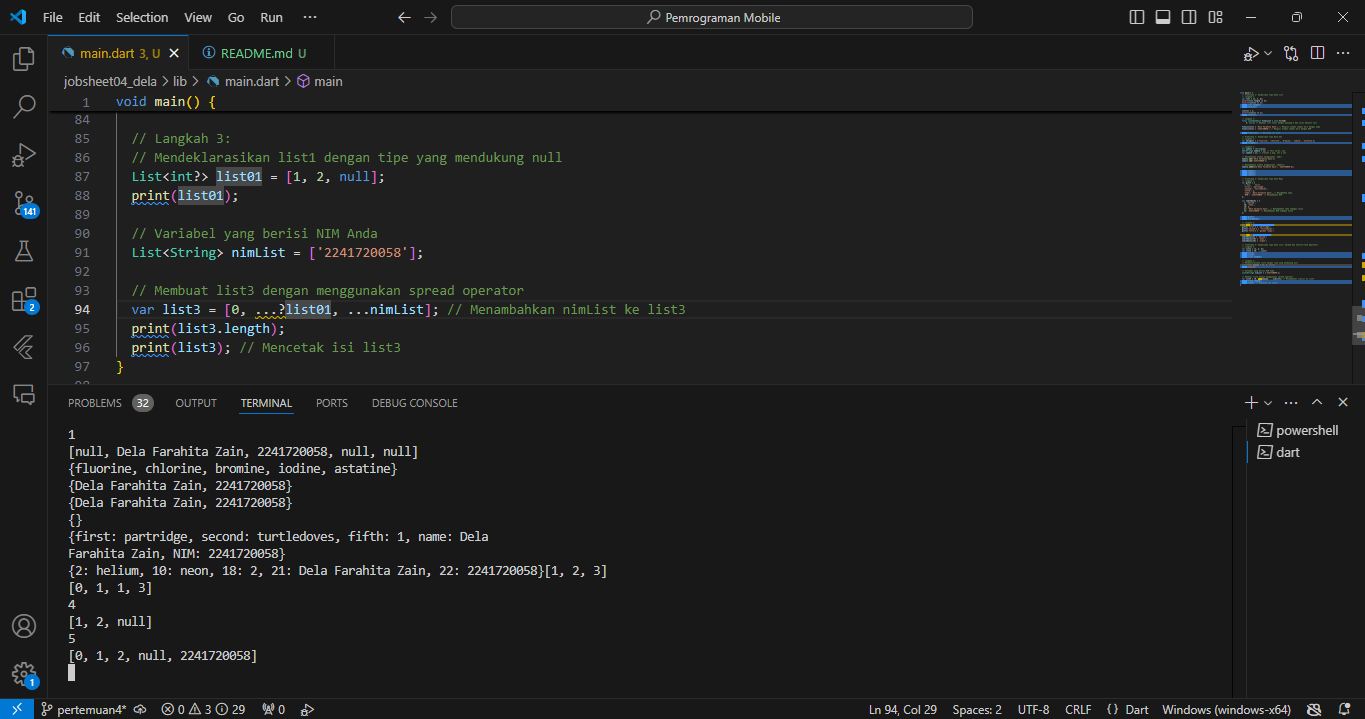 File Edit Selection View Go Run ··· Pemrograman Mobile
main.dart 3, U README.md U
jobsheet04_dela > lib > main.dart > main
1 void main() {
84
85 // Langkah 3:
86 // Mendeklarasikan list1 dengan tipe yang mendukung null
87 List<int?> list01 = [1, 2, null];
88 print(list01);
89
90 // Variabel yang berisi NIM Anda
91 List<String> nimList = ['2241720058'];
92
93 // Membuat list3 dengan menggunakan spread operator
94 var list3 = [0, ...?list01, ...nimList]; // Menambahkan nimList ke list3
95 print(list3.length);
96 print(list3); // Mencetak isi list3
97 }
98
141
2
1
PROBLEMS 32 OUTPUT TERMINAL PORTS DEBUG CONSOLE
powershell
dart
1
[null, Dela Farahita Zain, 2241720058, null, null]
{fluorine, chlorine, bromine, iodine, astatine}
{Dela Farahita Zain, 2241720058}
{Dela Farahita Zain, 2241720058}
{}
{first: partridge, second: turtledoves, fifth: 1, name: Dela
Farahita Zain, NIM: 2241720058}
{2: helium, 10: neon, 18: 2, 21: Dela Farahita Zain, 22: 2241720058}[1, 2, 3]
[0, 1, 1, 3]
4
[1, 2, null]
5
[0, 1, 2, null, 2241720058]
pertemuan4* 0 3 29 0 Ln 94, Col 29 Spaces: 2 UTF-8 CRLF {} Dart Windows (windows-x64)